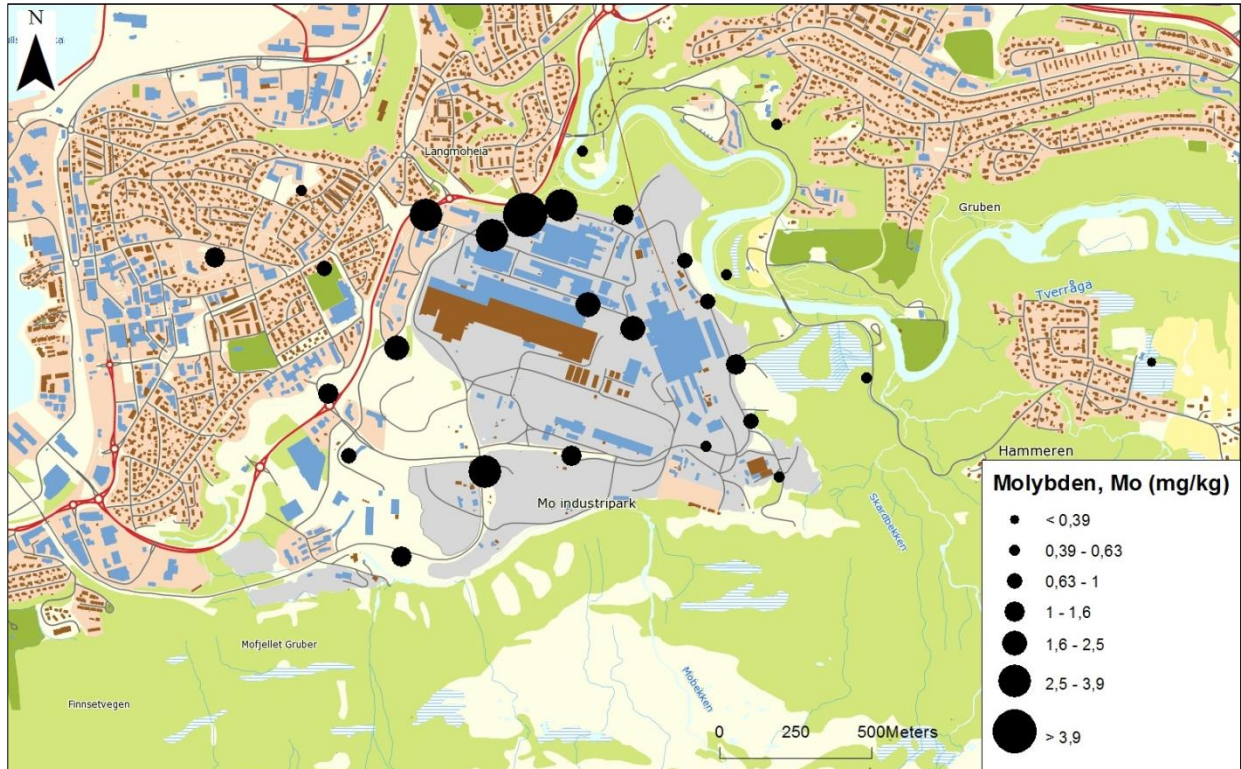 N
Langmoheia
Gruben
Tverråga
Hammeren
Mo industripark
Skardbekken
Mofjellet Gruber
Mobekken
Finnsetvegen
0 250 500Meters
Molybden, Mo (mg/kg)
< 0,39
0,39 - 0,63
0,63 - 1
1 - 1,6
1,6 - 2,5
2,5 - 3,9
> 3,9